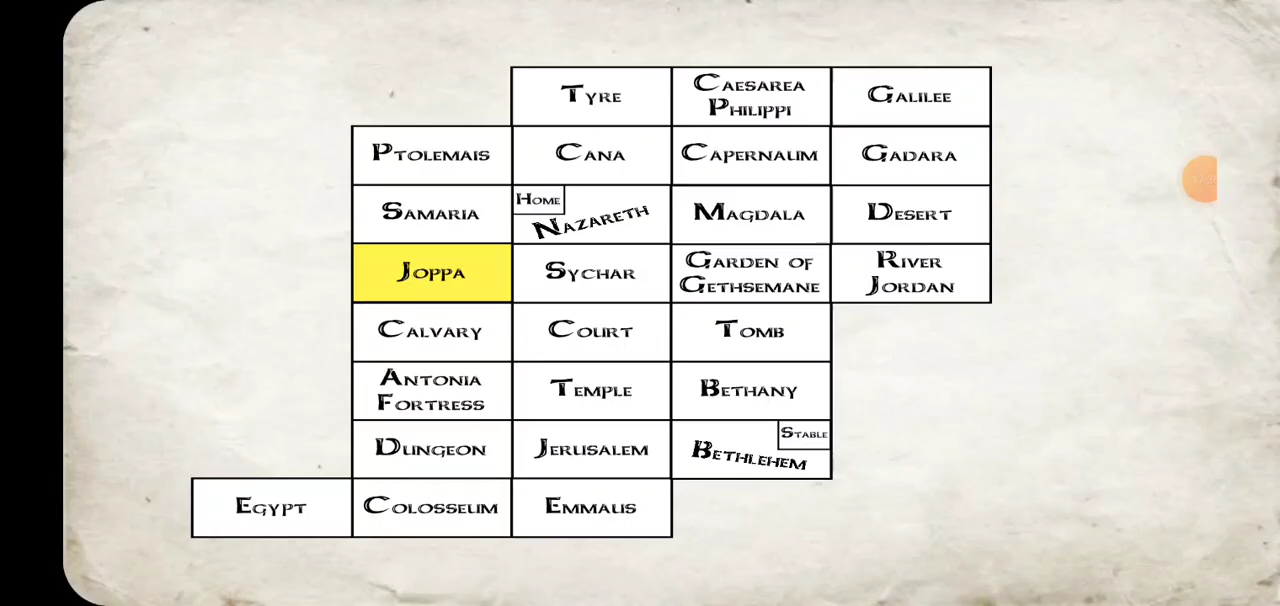 Tyre
Caesarea
Philippi
Galilee
Ptolemais
Cana
Capernaum
Gadara
Samaria
Home
Nazareth
Magdala
Desert
Joppa
Sychar
Garden of
Gethsemane
River
Jordan
Calvary
Court
Tomb
Antonia
Fortress
Temple
Bethany
Dungeon
Jerusalem
Stable
Bethlehem
Egypt
Colosseum
Emmaus